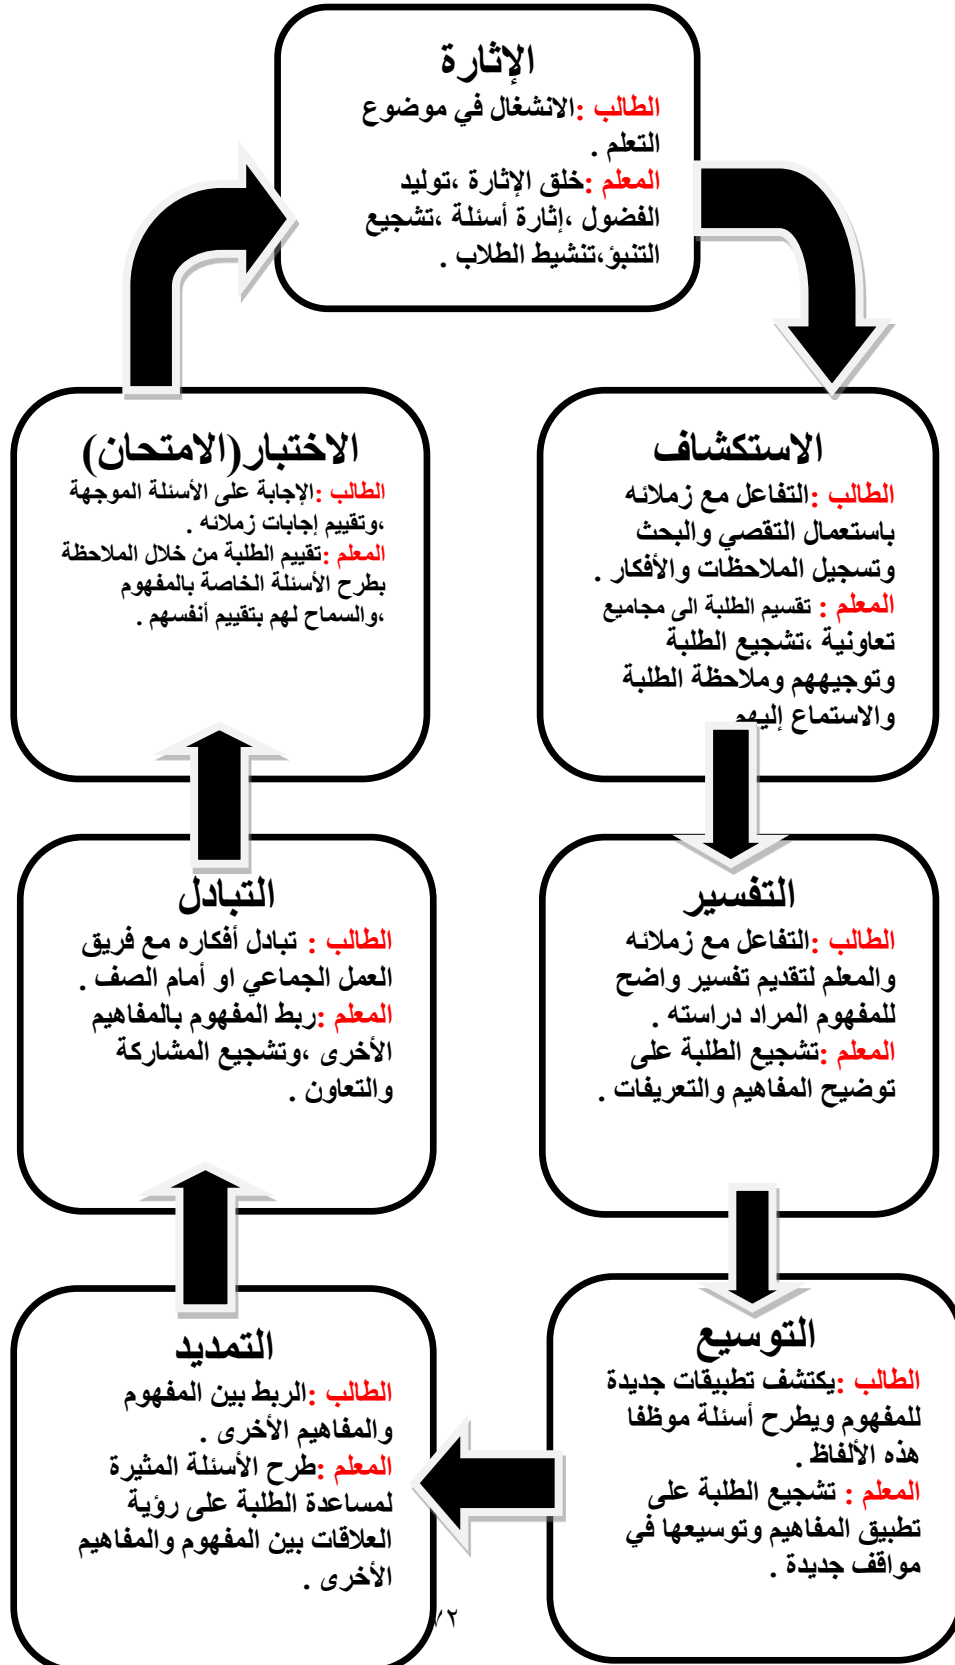 الإثارة
الطالب :الانشغال في موضوع
التعلم .
المعلم :خلق الإثارة ،توليد
الفضول ،إثارة أسئلة ،تشجيع
التنبؤ،تنشيط الطلاب .
الاستكشاف
الطالب :التفاعل مع زملائه
باستعمال التقصي والبحث
وتسجيل الملاحظات والأفكار .
المعلم : تقسيم الطلبة الى مجاميع
تعاونية ،تشجيع الطلبة
وتوجيههم وملاحظة الطلبة
والاستماع إليهم
التفسير
الطالب :التفاعل مع زملائه
والمعلم لتقديم تفسير واضح
للمفهوم المراد دراسته .
المعلم :تشجيع الطلبة على
توضيح المفاهيم والتعريفات .
التوسيع
الطالب :يكتشف تطبيقات جديدة
للمفهوم ويطرح أسئلة موظفا
هذه الألفاظ .
المعلم : تشجيع الطلبة على
تطبيق المفاهيم وتوسيعها في
مواقف جديدة .
التمديد
الطالب :الربط بين المفهوم
والمفاهيم الأخرى .
المعلم :طرح الأسئلة المثيرة
لمساعدة الطلبة على رؤية
العلاقات بين المفهوم والمفاهيم
الأخرى .
التبادل
الطالب : تبادل أفكاره مع فريق
العمل الجماعي او أمام الصف .
المعلم :ربط المفهوم بالمفاهيم
الأخرى ،وتشجيع المشاركة
والتعاون .
الاختبار(الامتحان)
الطالب :الإجابة على الأسئلة الموجهة
،وتقييم إجابات زملائه .
المعلم :تقييم الطلبة من خلال الملاحظة
بطرح الأسئلة الخاصة بالمفهوم
،والسماح لهم بتقييم أنفسهم .